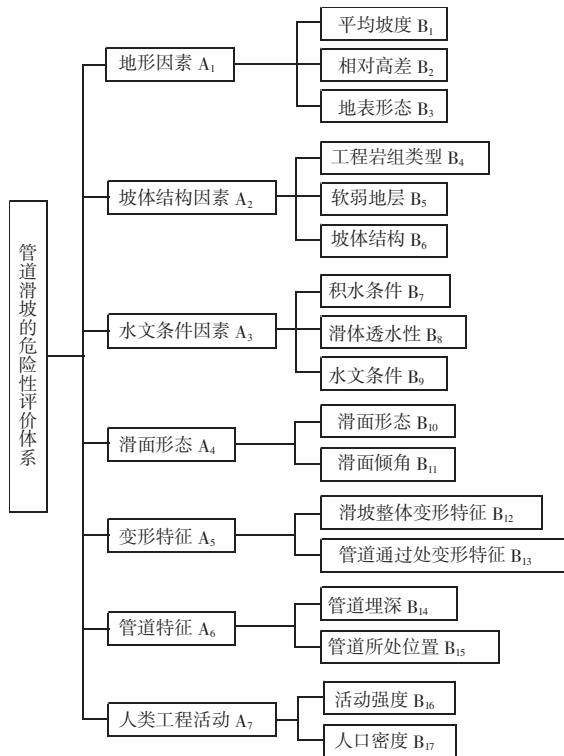 管道滑坡的危险性评价体系
地形因素 A₁
平均坡度 B₁
相对高差 B₂
地表形态 B₃
坡体结构因素 A₂
工程岩组类型 B₄
软弱地层 B₅
坡体结构 B₆
水文条件因素 A₃
积水条件 B₇
滑体透水性 B₈
水文条件 B₉
滑面形态 A₄
滑面形态 B₁₀
滑面倾角 B₁₁
变形特征 A₅
滑坡整体变形特征 B₁₂
管道通过处变形特征 B₁₃
管道特征 A₆
管道埋深 B₁₄
管道所处位置 B₁₅
人类工程活动 A₇
活动强度 B₁₆
人口密度 B₁₇